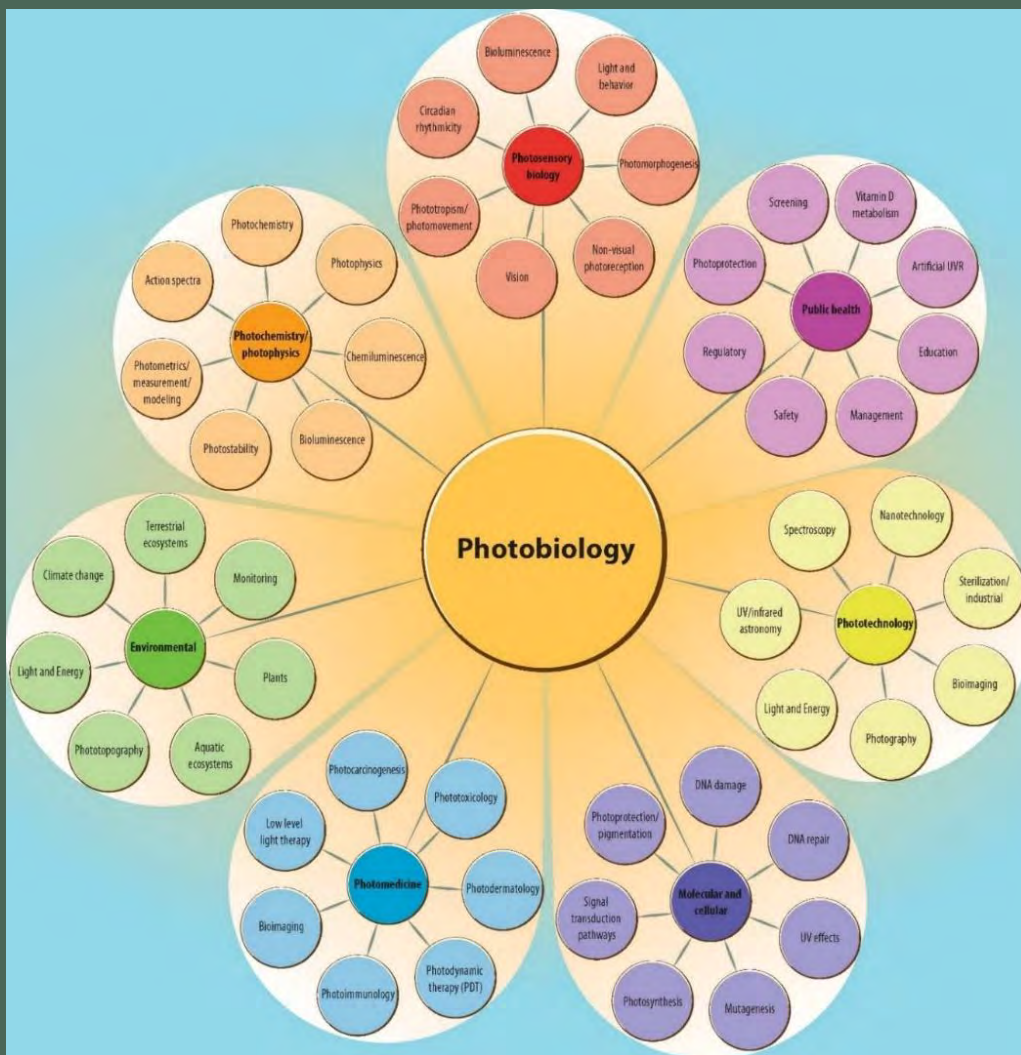 Photobiology
Photosensory
biology
Bioluminescence
Light and
behavior
Photomorphogenesis
Non-visual
photoreception
Vision
Phototropism/
photomovement
Circadian
rhythmicity
Public health
Screening
Vitamin D
metabolism
Artificial UVR
Education
Management
Safety
Regulatory
Photoprotection
Phototechnology
Spectroscopy
Nanotechnology
Sterilization/
industrial
Bioimaging
Photography
Light and Energy
UV/infrared
astronomy
Molecular and
cellular
DNA damage
DNA repair
UV effects
Mutagenesis
Photosynthesis
Signal
transduction
pathways
Photoprotection/
pigmentation
Photomedicine
Photocarcinogenesis
Phototoxicology
Photodermatology
Photodynamic
therapy (PDT)
Photoimmunology
Bioimaging
Low level
light therapy
Environmental
Terrestrial
ecosystems
Monitoring
Plants
Aquatic
ecosystems
Phototopography
Light and Energy
Climate change
Photochemistry/
photophysics
Photochemistry
Photophysics
Chemiluminescence
Bioluminescence
Photostability
Photometrics/
measurement/
modeling
Action spectra